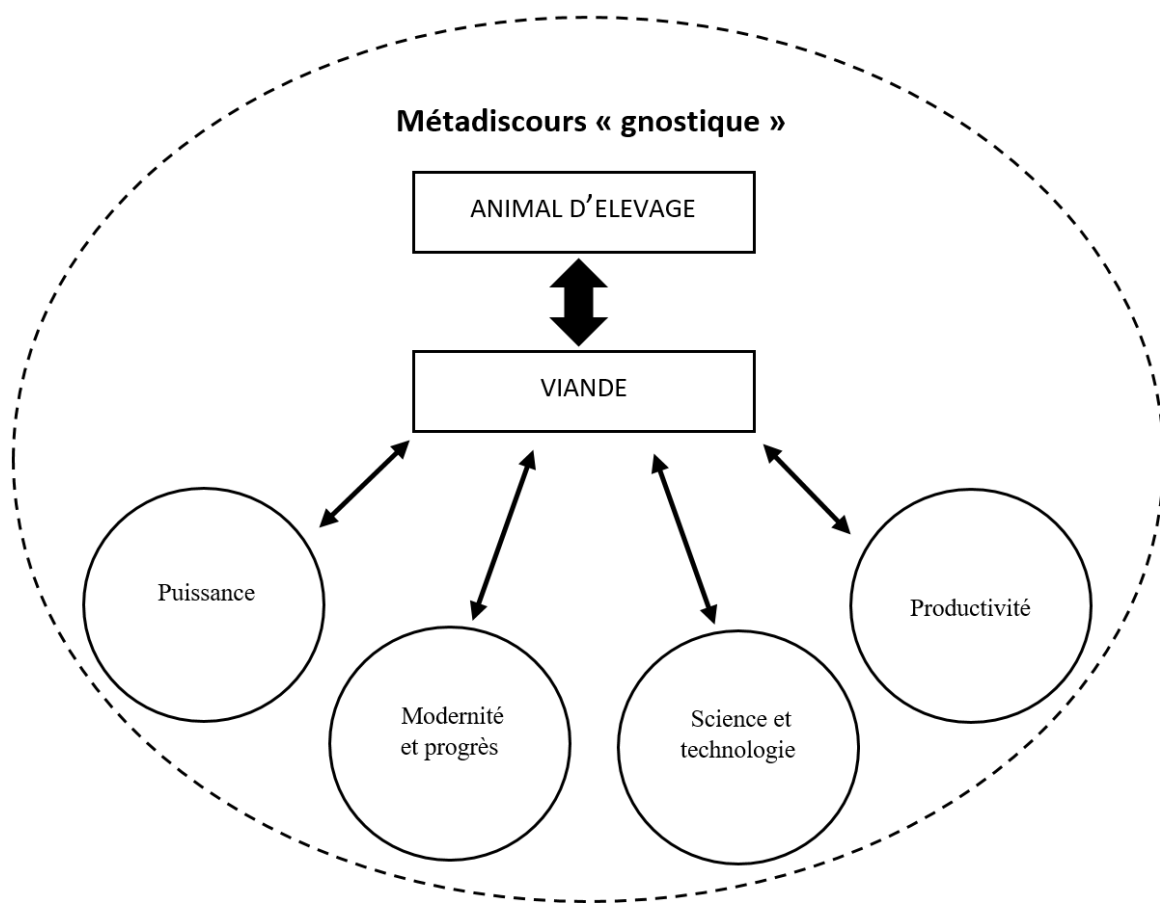 Métadiscours « gnostique »
ANIMAL D’ELEVAGE
VIANDE
Puissance
Modernité
et progrès
Science et
technologie
Productivité